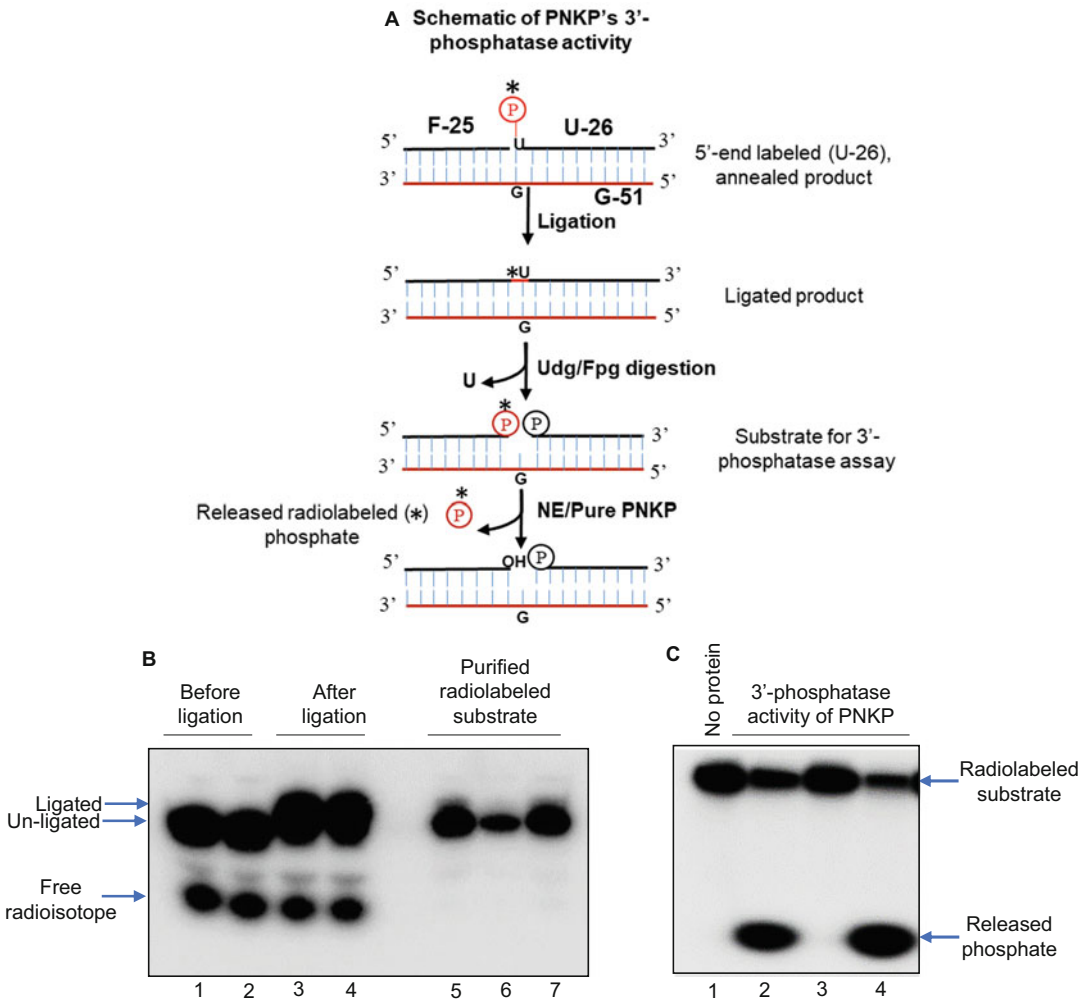 A Schematic of PNKP's 3'-
phosphatase activity
*
P
F-25 U-26
5' U 3'
3' 5'
G G-51
5'-end labeled (U-26),
annealed product
Ligation
5' *U 3'
3' 5'
G
Ligated product
Udg/Fpg digestion
U
*
P P
5' 3'
3' 5'
G
Substrate for 3'-
phosphatase assay
*
P
Released radiolabeled (*)
phosphate
NE/Pure PNKP
5' OH P 3'
3' 5'
G
B
Before
ligation
After
ligation
Purified
radiolabeled
substrate
Ligated
Un-ligated
Free
radioisotope
1 2 3 4 5 6 7
C
No protein
3'-phosphatase
activity of PNKP
Radiolabeled
substrate
Released
phosphate
1 2 3 4